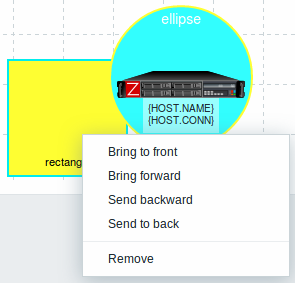 ellipse
Z
{HOST.NAME}
{HOST.CONN}
rectang
Bring to front
Bring forward
Send backward
Send to back
Remove